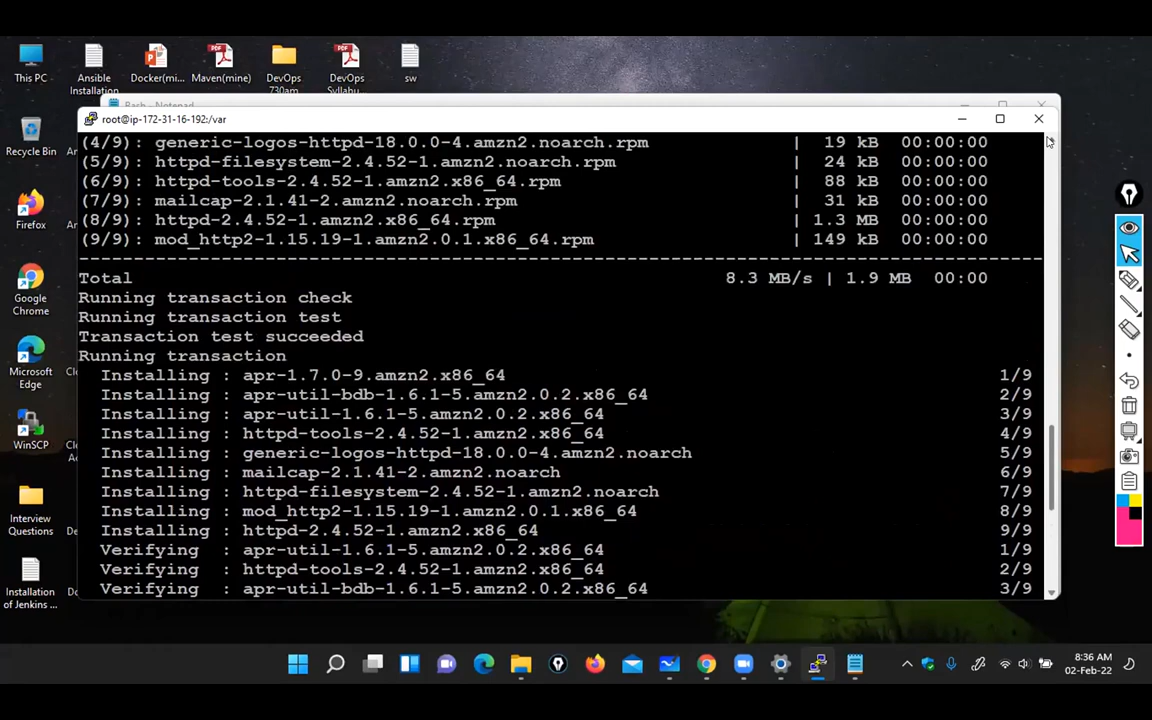 This PC
Ansible
Installation
Docker(mi...
Maven(mine)
DevOps
730am
DevOps
Syllabu...
sw
Bash - Notepad
root@ip-172-31-16-192:/var
Recycle Bin
Firefox
Google
Chrome
Microsoft
Edge
WinSCP
Interview
Questions
Installation
of Jenkins ...
(4/9): generic-logos-httpd-18.0.0-4.amzn2.noarch.rpm | 19 kB 00:00:00
(5/9): httpd-filesystem-2.4.52-1.amzn2.noarch.rpm | 24 kB 00:00:00
(6/9): httpd-tools-2.4.52-1.amzn2.x86_64.rpm | 88 kB 00:00:00
(7/9): mailcap-2.1.41-2.amzn2.noarch.rpm | 31 kB 00:00:00
(8/9): httpd-2.4.52-1.amzn2.x86_64.rpm | 1.3 MB 00:00:00
(9/9): mod_http2-1.15.19-1.amzn2.0.1.x86_64.rpm | 149 kB 00:00:00
--------------------------------------------------------------------------------
Total 8.3 MB/s | 1.9 MB 00:00
Running transaction check
Running transaction test
Transaction test succeeded
Running transaction
Installing : apr-1.7.0-9.amzn2.x86_64 1/9
Installing : apr-util-bdb-1.6.1-5.amzn2.0.2.x86_64 2/9
Installing : apr-util-1.6.1-5.amzn2.0.2.x86_64 3/9
Installing : httpd-tools-2.4.52-1.amzn2.x86_64 4/9
Installing : generic-logos-httpd-18.0.0-4.amzn2.noarch 5/9
Installing : mailcap-2.1.41-2.amzn2.noarch 6/9
Installing : httpd-filesystem-2.4.52-1.amzn2.noarch 7/9
Installing : mod_http2-1.15.19-1.amzn2.0.1.x86_64 8/9
Installing : httpd-2.4.52-1.amzn2.x86_64 9/9
Verifying : apr-util-1.6.1-5.amzn2.0.2.x86_64 1/9
Verifying : httpd-tools-2.4.52-1.amzn2.x86_64 2/9
Verifying : apr-util-bdb-1.6.1-5.amzn2.0.2.x86_64 3/9
8:36 AM
02-Feb-22